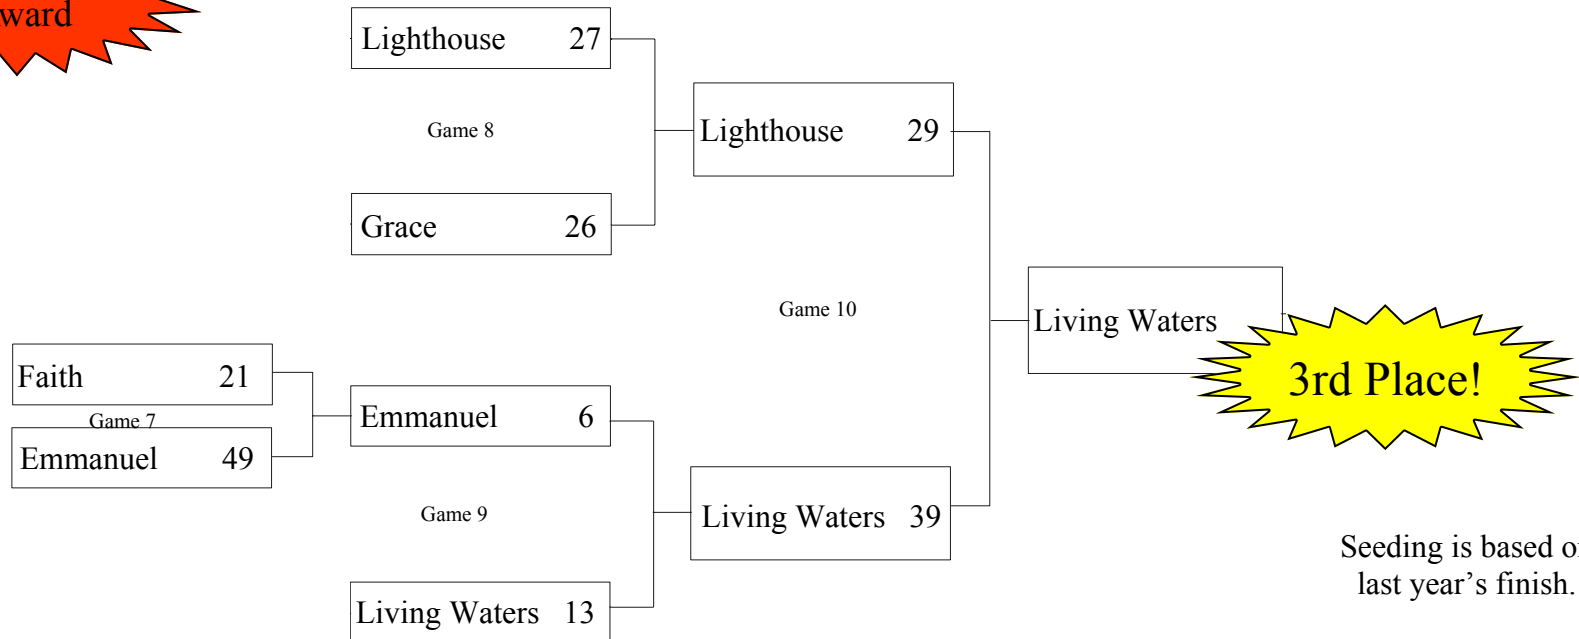 Lighthouse 27
Game 8
Lighthouse 29
Grace 26
Game 10
Living Waters
3rd Place!
Faith 21
Game 7
Emmanuel 49
Emmanuel 6
Game 9
Living Waters 39
Living Waters 13
Seeding is based
last year’s finish.